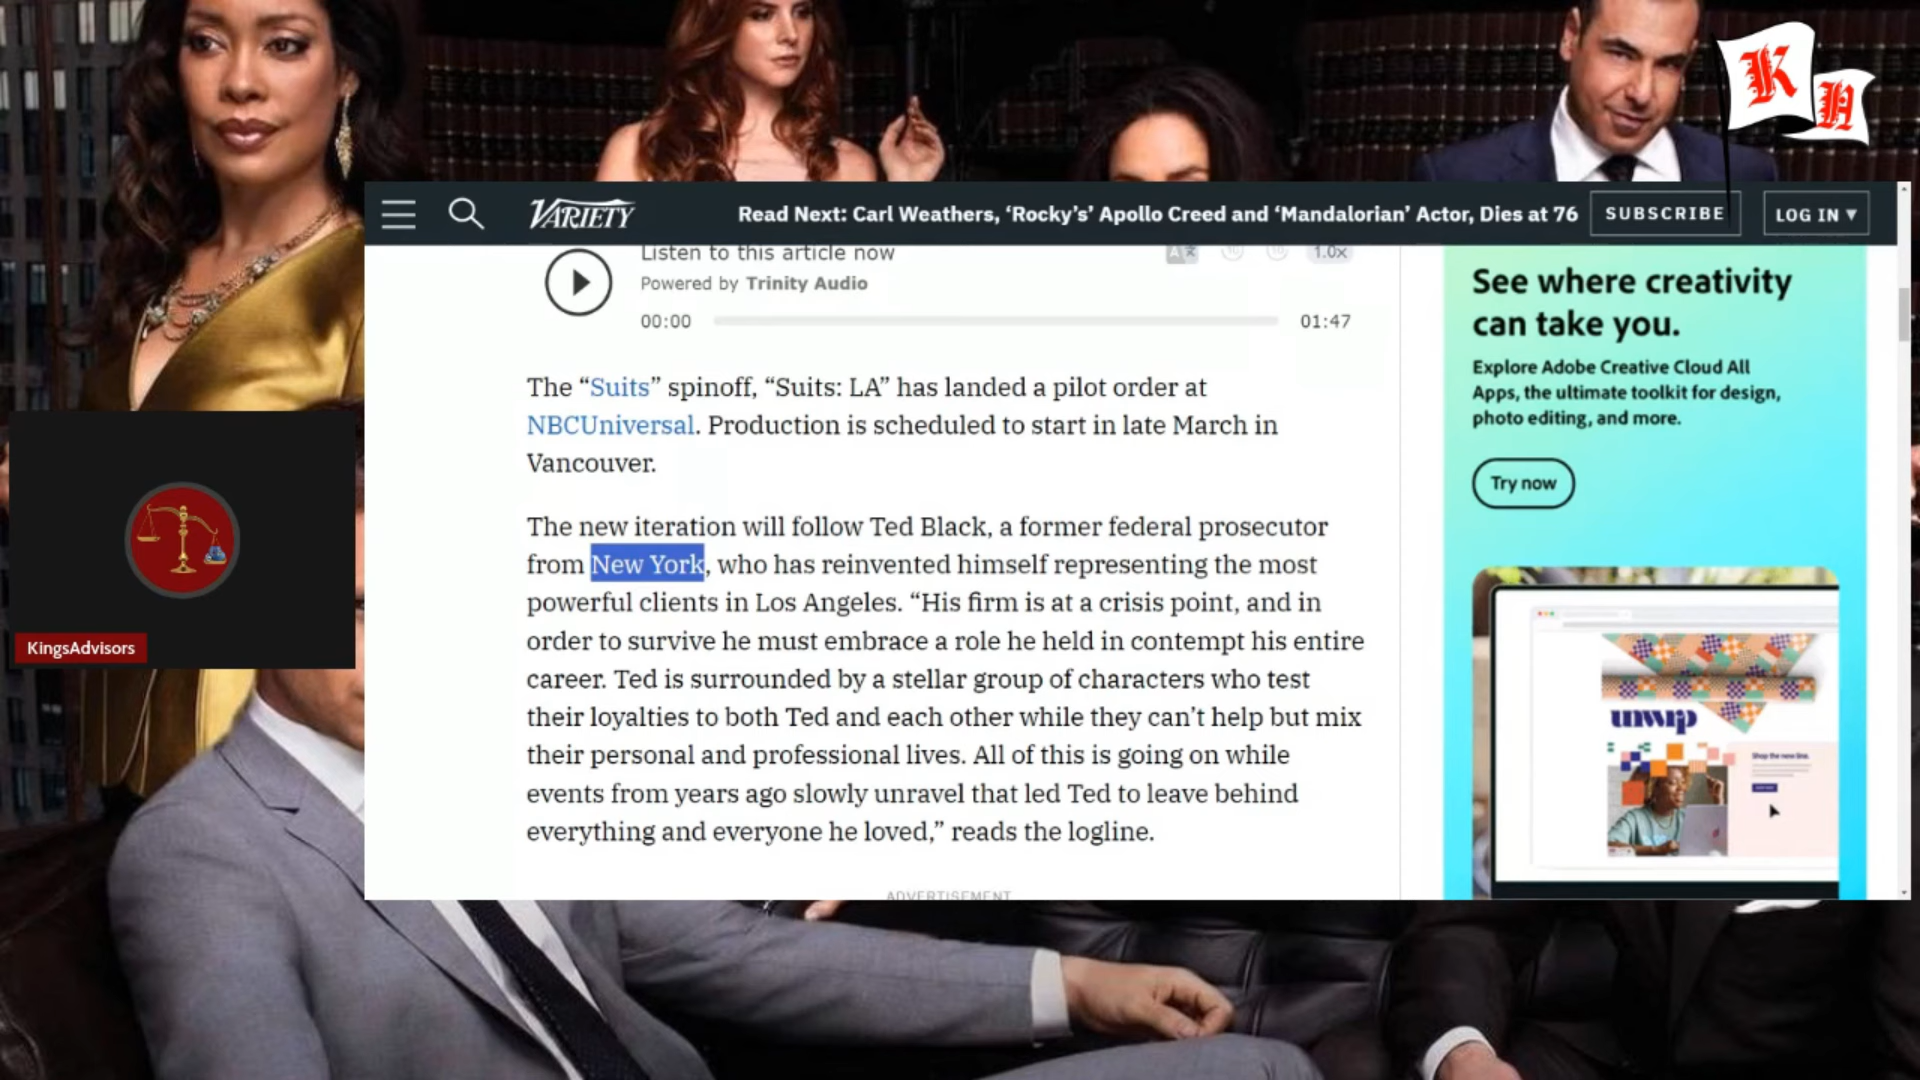 K H
VARIETY
Read Next: Carl Weathers, ‘Rocky’s’ Apollo Creed and ‘Mandalorian’ Actor, Dies at 76
SUBSCRIBE
LOG IN ▾
Listen to this article now
1.0x
Powered by Trinity Audio
00:00
01:47
The “Suits” spinoff, “Suits: LA” has landed a pilot order at
NBCUniversal. Production is scheduled to start in late March in
Vancouver.
The new iteration will follow Ted Black, a former federal prosecutor
from New York, who has reinvented himself representing the most
powerful clients in Los Angeles. “His firm is at a crisis point, and in
order to survive he must embrace a role he held in contempt his entire
career. Ted is surrounded by a stellar group of characters who test
their loyalties to both Ted and each other while they can’t help but mix
their personal and professional lives. All of this is going on while
events from years ago slowly unravel that led Ted to leave behind
everything and everyone he loved,” reads the logline.
ADVERTISEMENT
See where creativity
can take you.
Explore Adobe Creative Cloud All
Apps, the ultimate toolkit for design,
photo editing, and more.
Try now
unwrp
Shop the new line.
KingsAdvisors